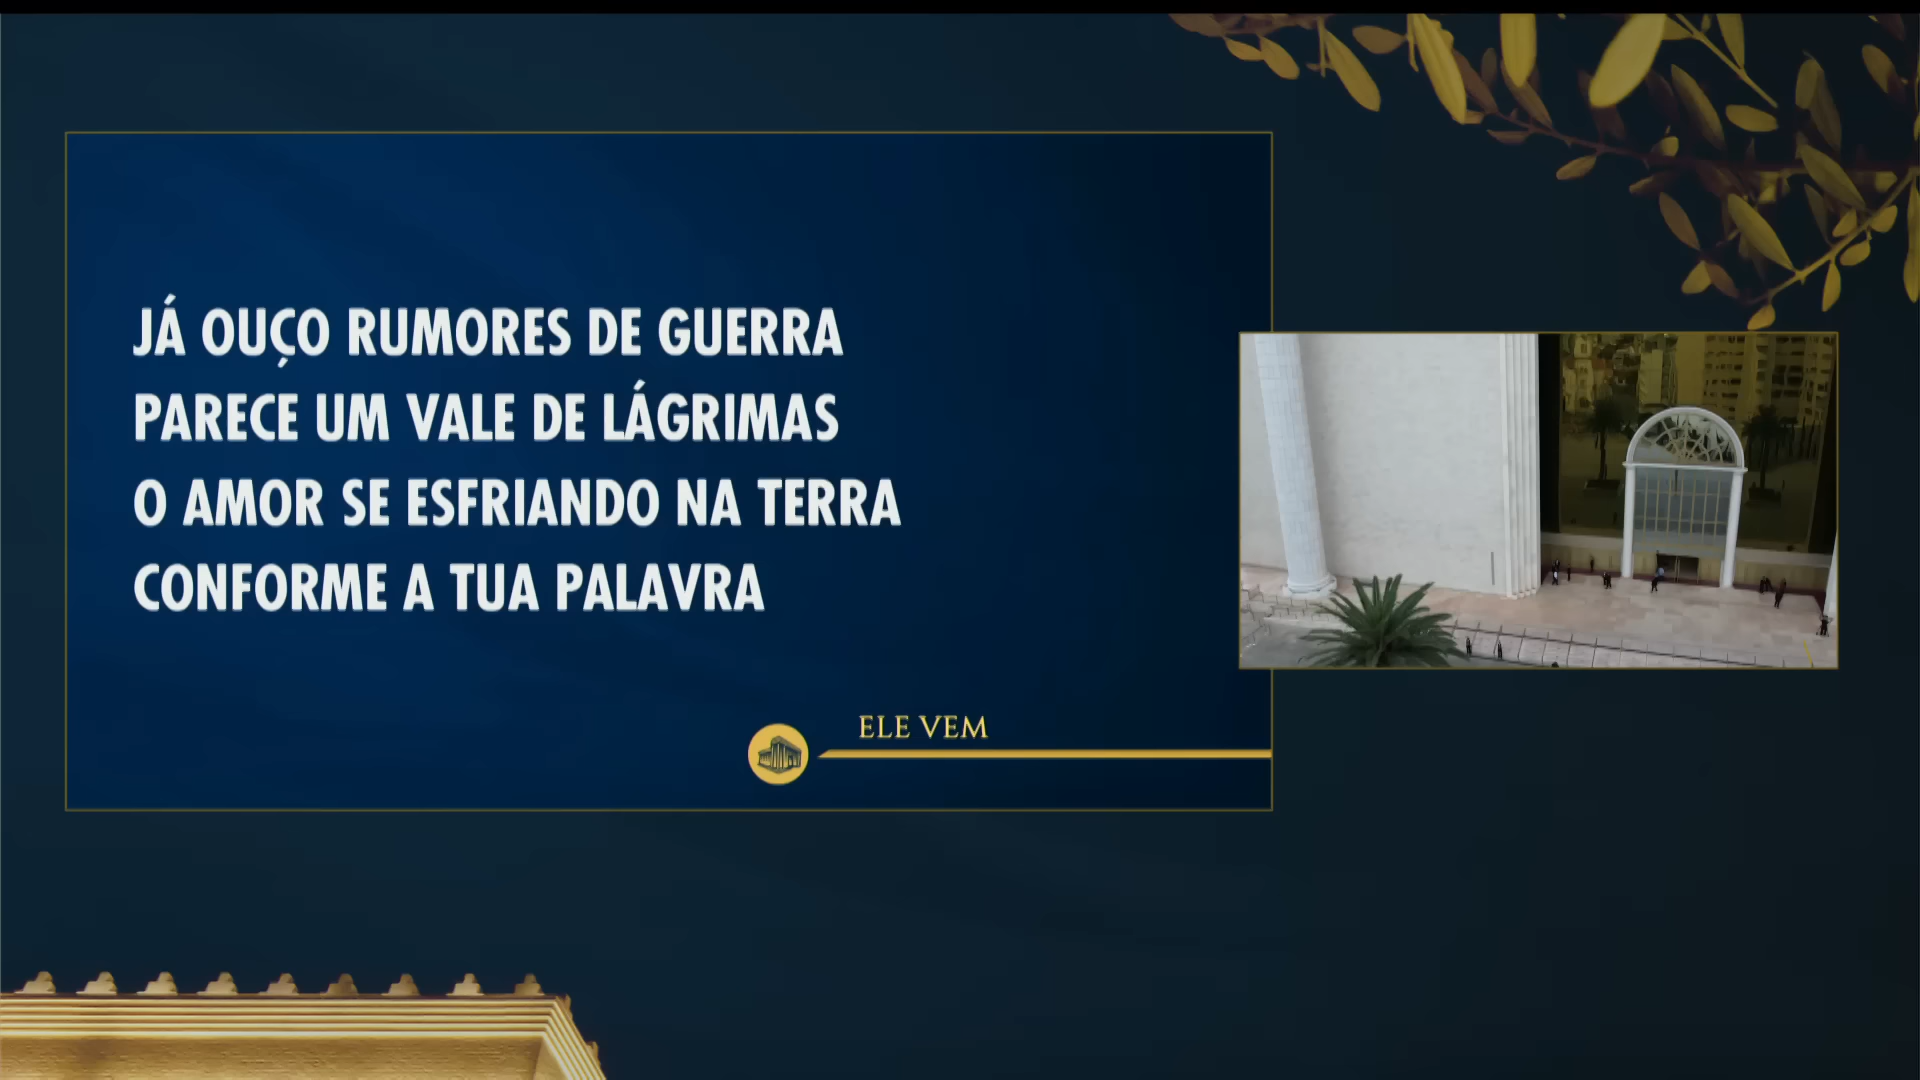 JÁ OUÇO RUMORES DE GUERRA
PARECE UM VALE DE LÁGRIMAS
O AMOR SE ESFRIANDO NA TERRA
CONFORME A TUA PALAVRA
ELE VEM